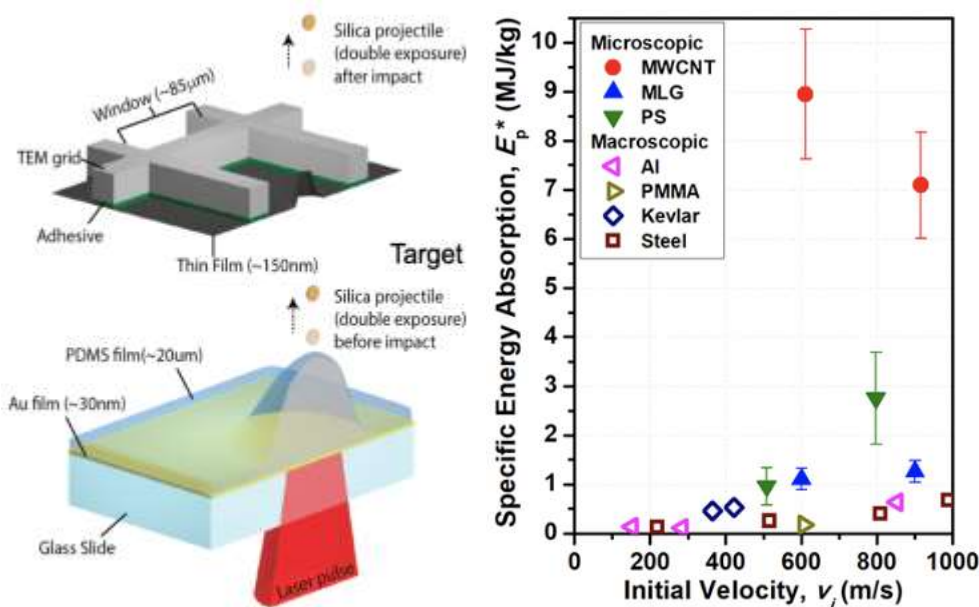 Silica projectile
(double exposure)
after impact
Window (~85μm)
TEM grid
Adhesive
Thin Film (~150nm)
Target
Silica projectile
(double exposure)
before impact
PDMS film(~20um)
Au film (~30nm)
Glass Slide
Laser pulse
Specific Energy Absorption, Ep* (MJ/kg)
10
9
8
7
6
5
4
3
2
1
0
Microscopic
MWCNT
MLG
PS
Macroscopic
Al
PMMA
Kevlar
Steel
0 200 400 600 800 1000
Initial Velocity, vi (m/s)